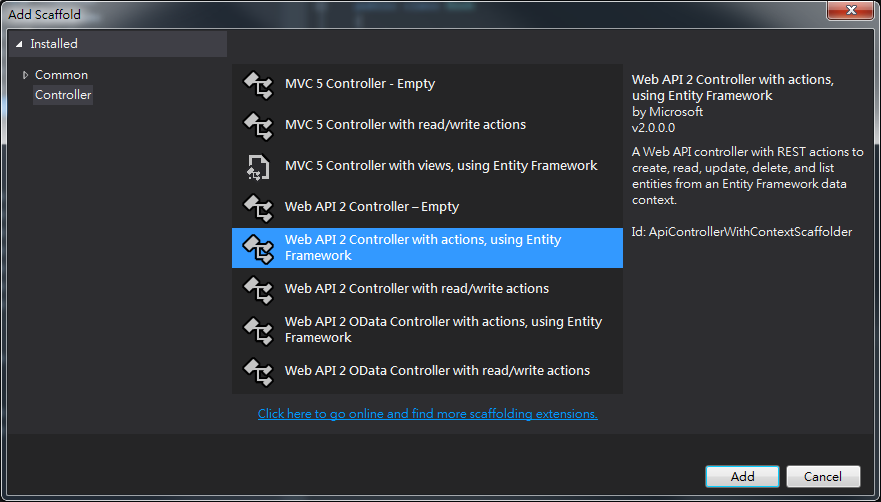 Add Scaffold
Installed
Common
Controller
MVC 5 Controller - Empty
MVC 5 Controller with read/write actions
MVC 5 Controller with views, using Entity Framework
Web API 2 Controller – Empty
Web API 2 Controller with actions, using Entity
Framework
Web API 2 Controller with read/write actions
Web API 2 OData Controller with actions, using Entity
Framework
Web API 2 OData Controller with read/write actions
Click here to go online and find more scaffolding extensions.
Web API 2 Controller with actions,
using Entity Framework
by Microsoft
v2.0.0.0
A Web API controller with REST actions to
create, read, update, delete, and list
entities from an Entity Framework data
context.
Id: ApiControllerWithContextScaffolder
Add
Cancel